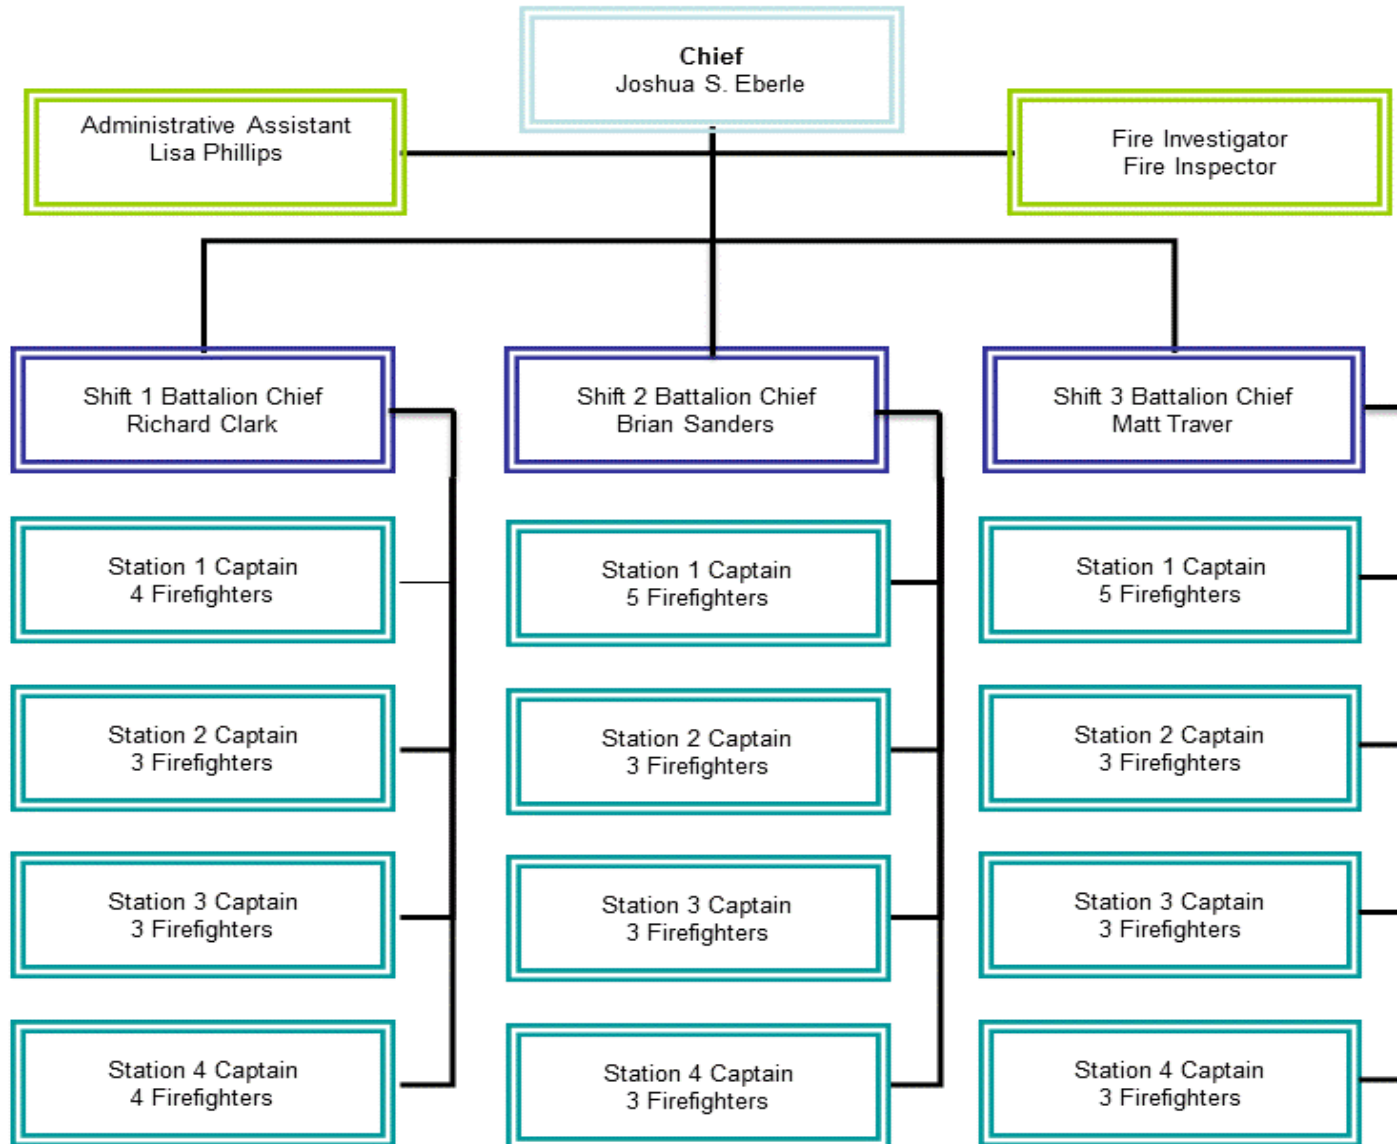 Chief
Joshua S. Eberle
Administrative Assistant
Lisa Phillips
Fire Investigator
Fire Inspector
Shift 1 Battalion Chief
Richard Clark
Shift 2 Battalion Chief
Brian Sanders
Shift 3 Battalion Chief
Matt Traver
Station 1 Captain
4 Firefighters
Station 1 Captain
5 Firefighters
Station 1 Captain
5 Firefighters
Station 2 Captain
3 Firefighters
Station 2 Captain
3 Firefighters
Station 2 Captain
3 Firefighters
Station 3 Captain
3 Firefighters
Station 3 Captain
3 Firefighters
Station 3 Captain
3 Firefighters
Station 4 Captain
4 Firefighters
Station 4 Captain
3 Firefighters
Station 4 Captain
3 Firefighters